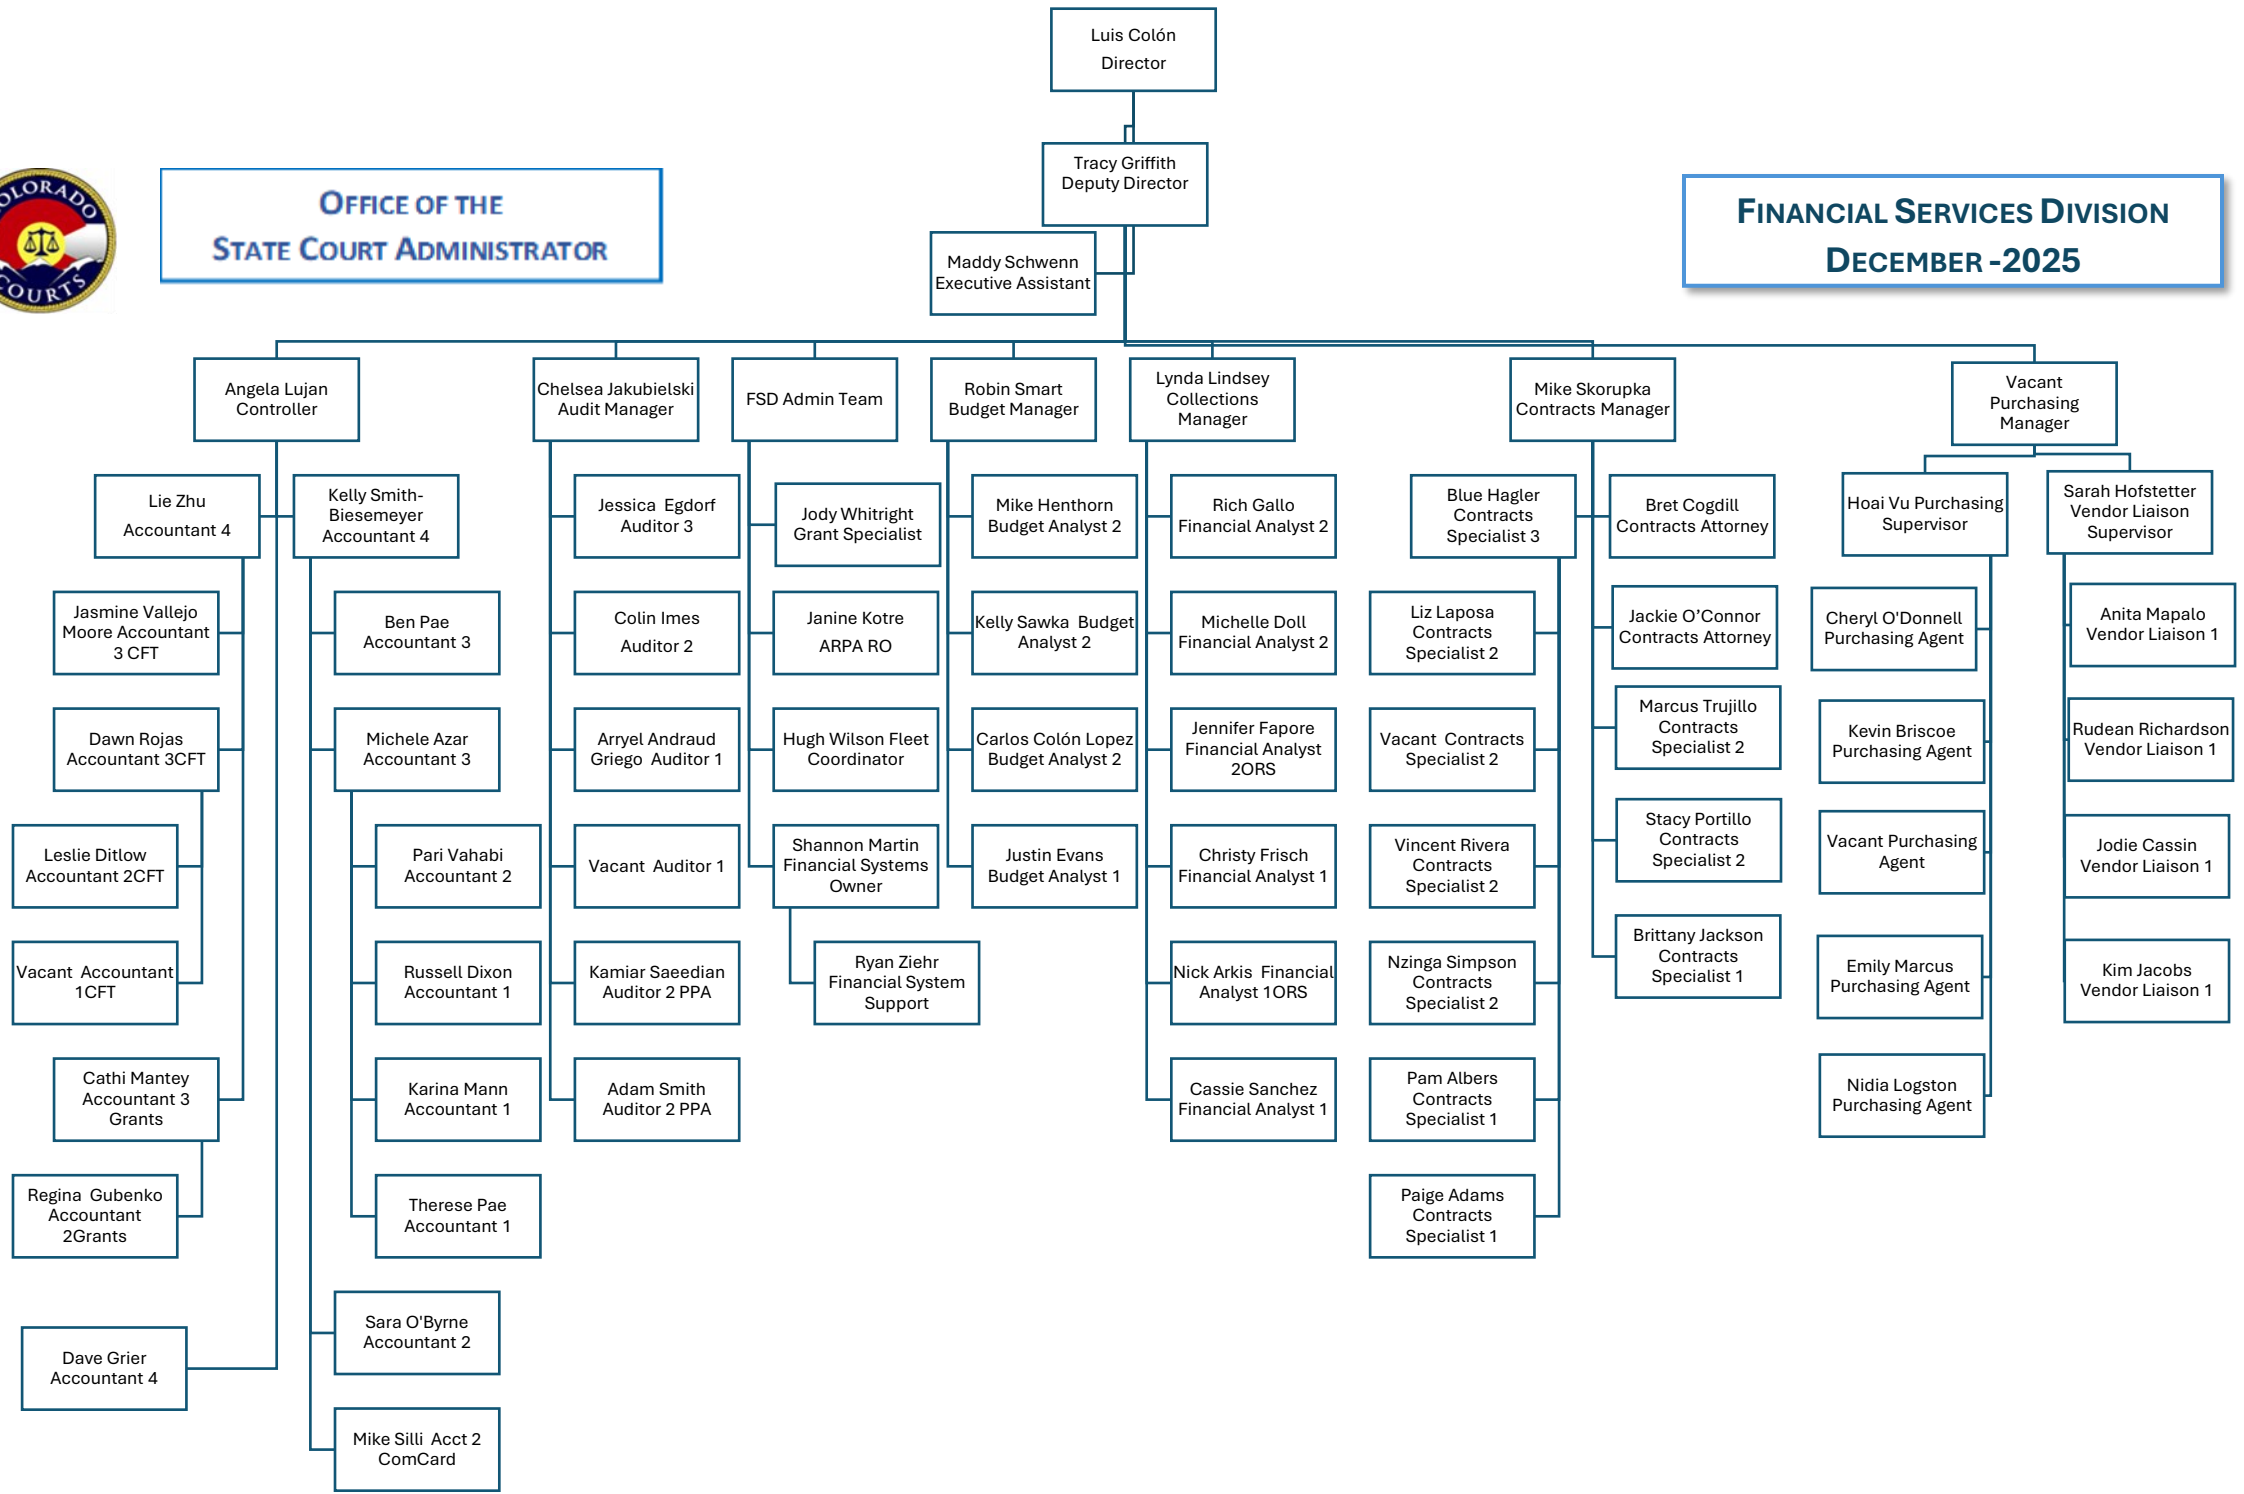 Luis Colón
Director
Tracy Griffith
Deputy Director
COLORADO
COURTS
OFFICE OF THE
STATE COURT ADMINISTRATOR
FINANCIAL SERVICES DIVISION
DECEMBER -2025
Maddy Schwenn
Executive Assistant
Angela Lujan
Controller
Chelsea Jakubielski
Audit Manager
FSD Admin Team
Robin Smart
Budget Manager
Lynda Lindsey
Collections
Manager
Mike Skorupka
Contracts Manager
Vacant
Purchasing
Manager
Lie Zhu
Accountant 4
Jasmine Vallejo
Moore Accountant
3 CFT
Dawn Rojas
Accountant 3CFT
Leslie Ditlow
Accountant 2CFT
Vacant Accountant
1CFT
Cathi Mantey
Accountant 3
Grants
Regina Gubenko
Accountant
2Grants
Dave Grier
Accountant 4
Kelly Smith-
Biesemeyer
Accountant 4
Ben Pae
Accountant 3
Michele Azar
Accountant 3
Pari Vahabi
Accountant 2
Russell Dixon
Accountant 1
Karina Mann
Accountant 1
Therese Pae
Accountant 1
Sara O'Byrne
Accountant 2
Mike Silli Acct 2
ComCard
Jessica Egdorf
Auditor 3
Colin Imes
Auditor 2
Arryel Andraud
Griego Auditor 1
Vacant Auditor 1
Kamiar Saeedian
Auditor 2 PPA
Adam Smith
Auditor 2 PPA
Jody Whitright
Grant Specialist
Janine Kotre
ARPA RO
Hugh Wilson Fleet
Coordinator
Shannon Martin
Financial Systems
Owner
Ryan Ziehr
Financial System
Support
Mike Henthorn
Budget Analyst 2
Kelly Sawka Budget
Analyst 2
Carlos Colón Lopez
Budget Analyst 2
Justin Evans
Budget Analyst 1
Rich Gallo
Financial Analyst 2
Michelle Doll
Financial Analyst 2
Jennifer Fapore
Financial Analyst
2ORS
Christy Frisch
Financial Analyst 1
Nick Arkis Financial
Analyst 1ORS
Cassie Sanchez
Financial Analyst 1
Blue Hagler
Contracts
Specialist 3
Liz Laposa
Contracts
Specialist 2
Vacant Contracts
Specialist 2
Vincent Rivera
Contracts
Specialist 2
Nzinga Simpson
Contracts
Specialist 2
Pam Albers
Contracts
Specialist 1
Paige Adams
Contracts
Specialist 1
Bret Cogdill
Contracts Attorney
Jackie O’Connor
Contracts Attorney
Marcus Trujillo
Contracts
Specialist 2
Stacy Portillo
Contracts
Specialist 2
Brittany Jackson
Contracts
Specialist 1
Hoai Vu Purchasing
Supervisor
Cheryl O'Donnell
Purchasing Agent
Kevin Briscoe
Purchasing Agent
Vacant Purchasing
Agent
Emily Marcus
Purchasing Agent
Nidia Logston
Purchasing Agent
Sarah Hofstetter
Vendor Liaison
Supervisor
Anita Mapalo
Vendor Liaison 1
Rudean Richardson
Vendor Liaison 1
Jodie Cassin
Vendor Liaison 1
Kim Jacobs
Vendor Liaison 1